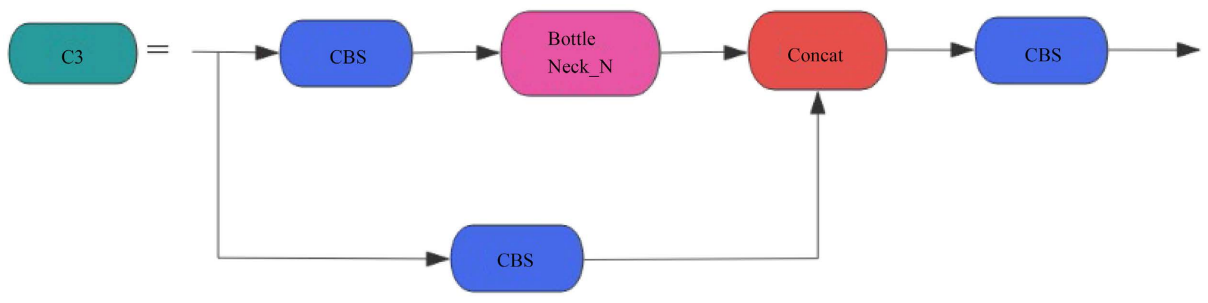 C3
=
CBS
Bottle
Neck_N
Concat
CBS
CBS